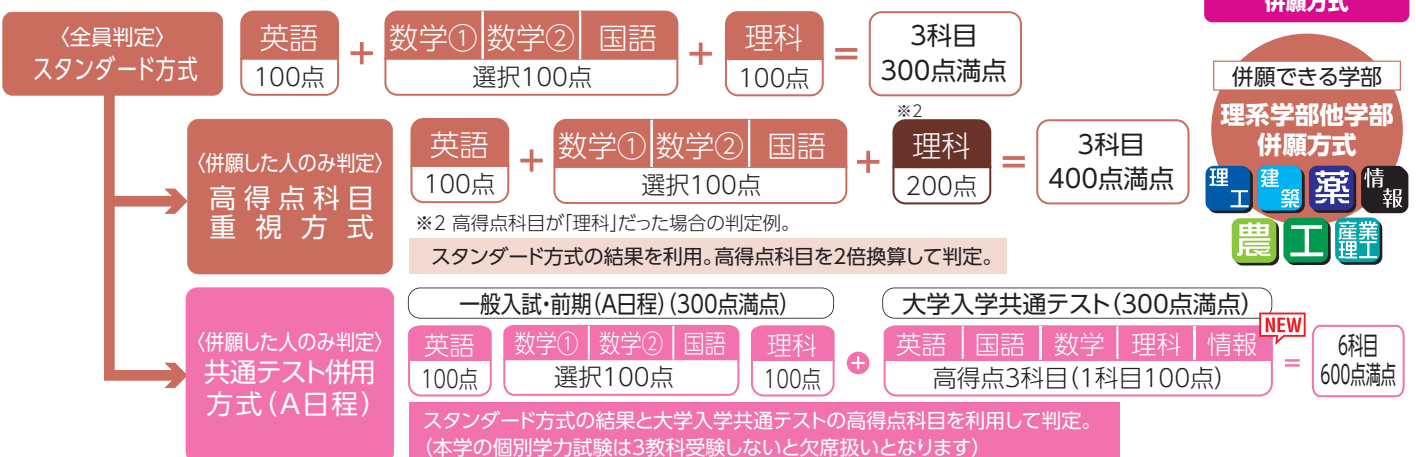 併願方式
〈全員判定〉
スタンダード方式
英語
100点
+
数学① 数学② 国語
選択100点
+
理科
100点
=
3科目
300点満点
〈併願した人のみ判定〉
高得点科目
重視方式
英語
100点
+
数学① 数学② 国語
選択100点
+
※2
理科
200点
=
3科目
400点満点
※2 高得点科目が「理科」だった場合の判定例。
スタンダード方式の結果を利用。高得点科目を2倍換算して判定。
〈併願した人のみ判定〉
共通テスト併用
方式(A日程)
一般入試・前期(A日程)(300点満点)
英語
100点
数学① 数学② 国語
選択100点
理科
100点
+
大学入学共通テスト(300点満点)
英語 国語 数学 理科 情報
NEW
高得点3科目(1科目100点)
=
6科目
600点満点
スタンダード方式の結果と大学入学共通テストの高得点科目を利用して判定。
(本学の個別学力試験は3教科受験しないと欠席扱いとなります)
併願できる学部
理系学部他学部
併願方式
理工
建築
薬
情報
農
工
産業理工